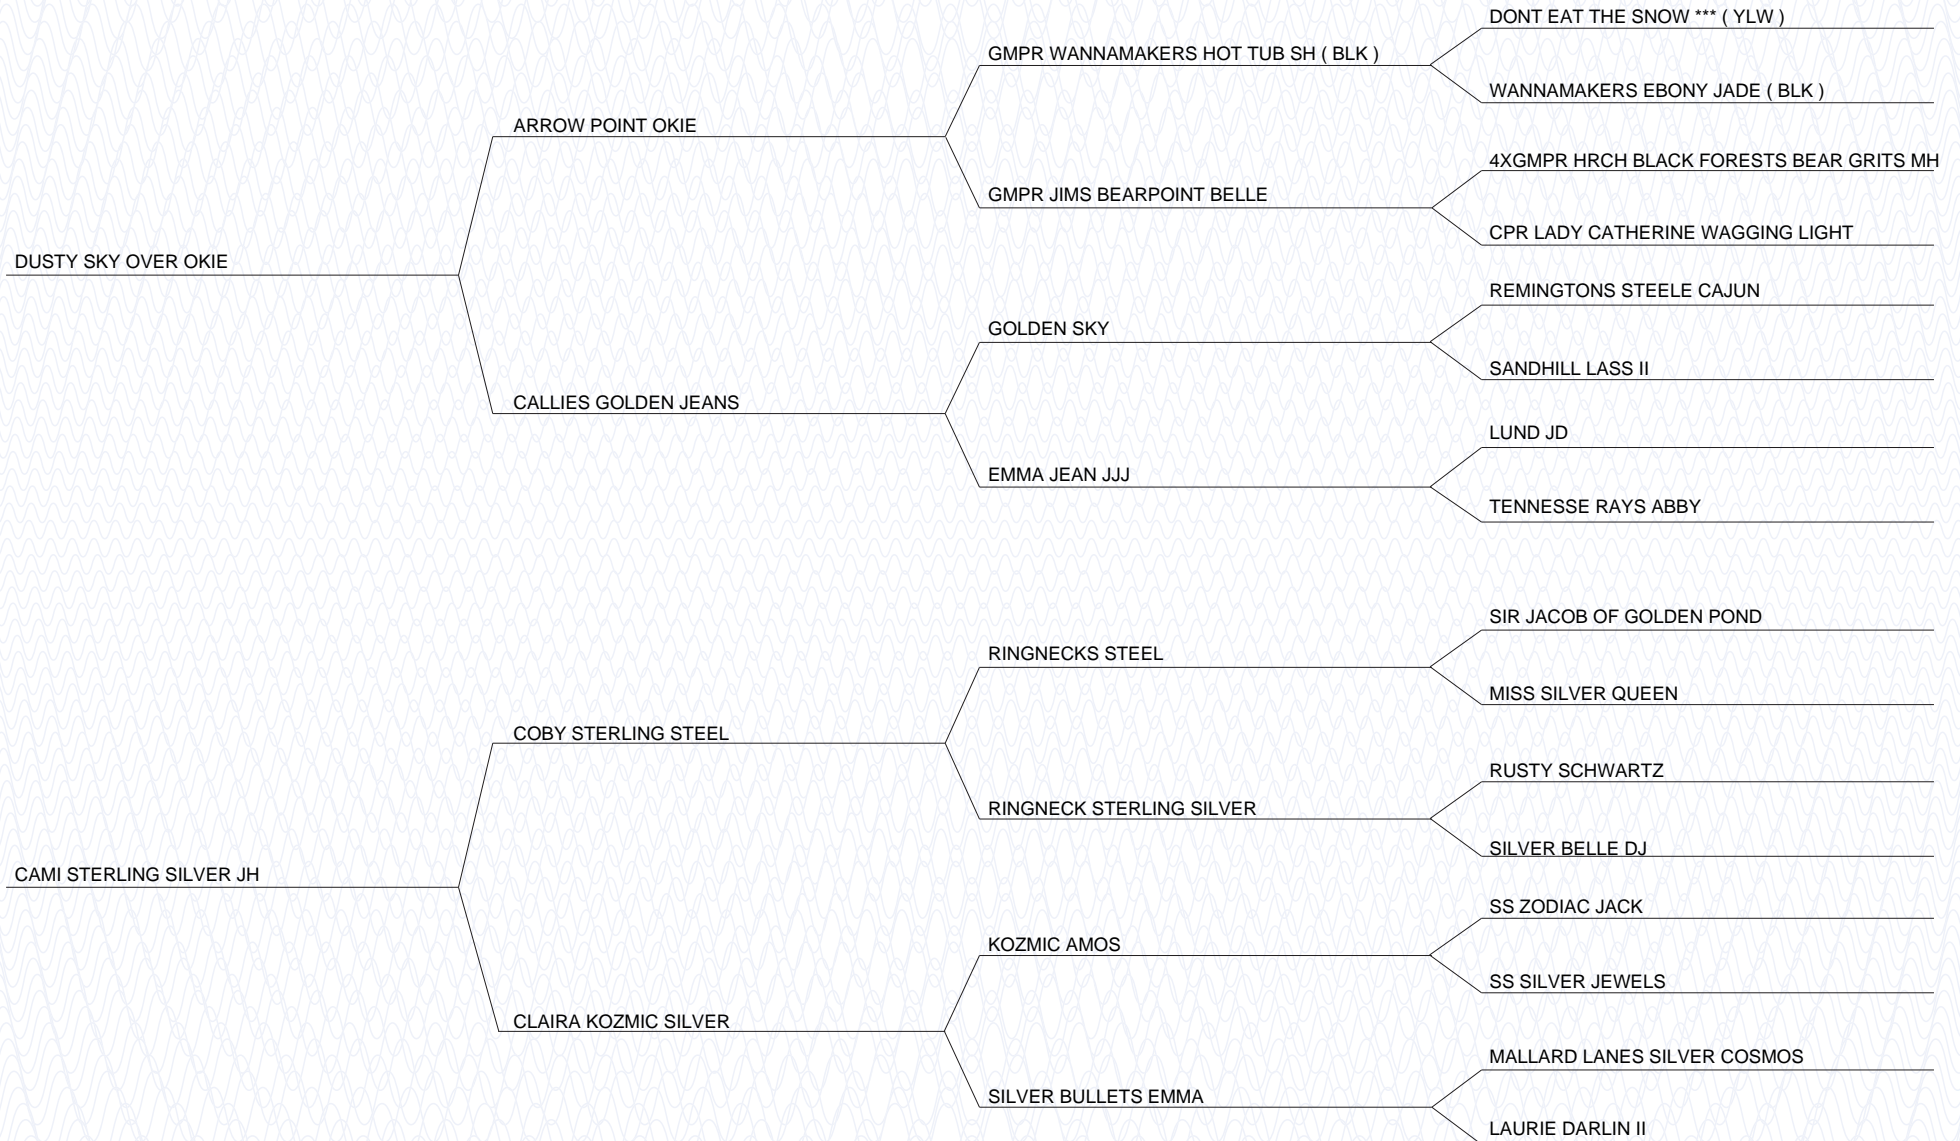 DONT EAT THE SNOW *** ( YLW )
GMPR WANNAMAKERS HOT TUB SH ( BLK )
WANNAMAKERS EBONY JADE ( BLK )
ARROW POINT OKIE
4XGMPR HRCH BLACK FORESTS BEAR GRITS MH
GMPR JIMS BEARPOINT BELLE
CPR LADY CATHERINE WAGGING LIGHT
DUSTY SKY OVER OKIE
REMINGTONS STEELE CAJUN
GOLDEN SKY
SANDHILL LASS II
CALLIES GOLDEN JEANS
LUND JD
EMMA JEAN JJJ
TENNESSE RAYS ABBY
SIR JACOB OF GOLDEN POND
RINGNECKS STEEL
MISS SILVER QUEEN
COBY STERLING STEEL
RUSTY SCHWARTZ
RINGNECK STERLING SILVER
SILVER BELLE DJ
CAMI STERLING SILVER JH
SS ZODIAC JACK
KOZMIC AMOS
SS SILVER JEWELS
CLAIRA KOZMIC SILVER
MALLARD LANES SILVER COSMOS
SILVER BULLETS EMMA
LAURIE DARLIN II